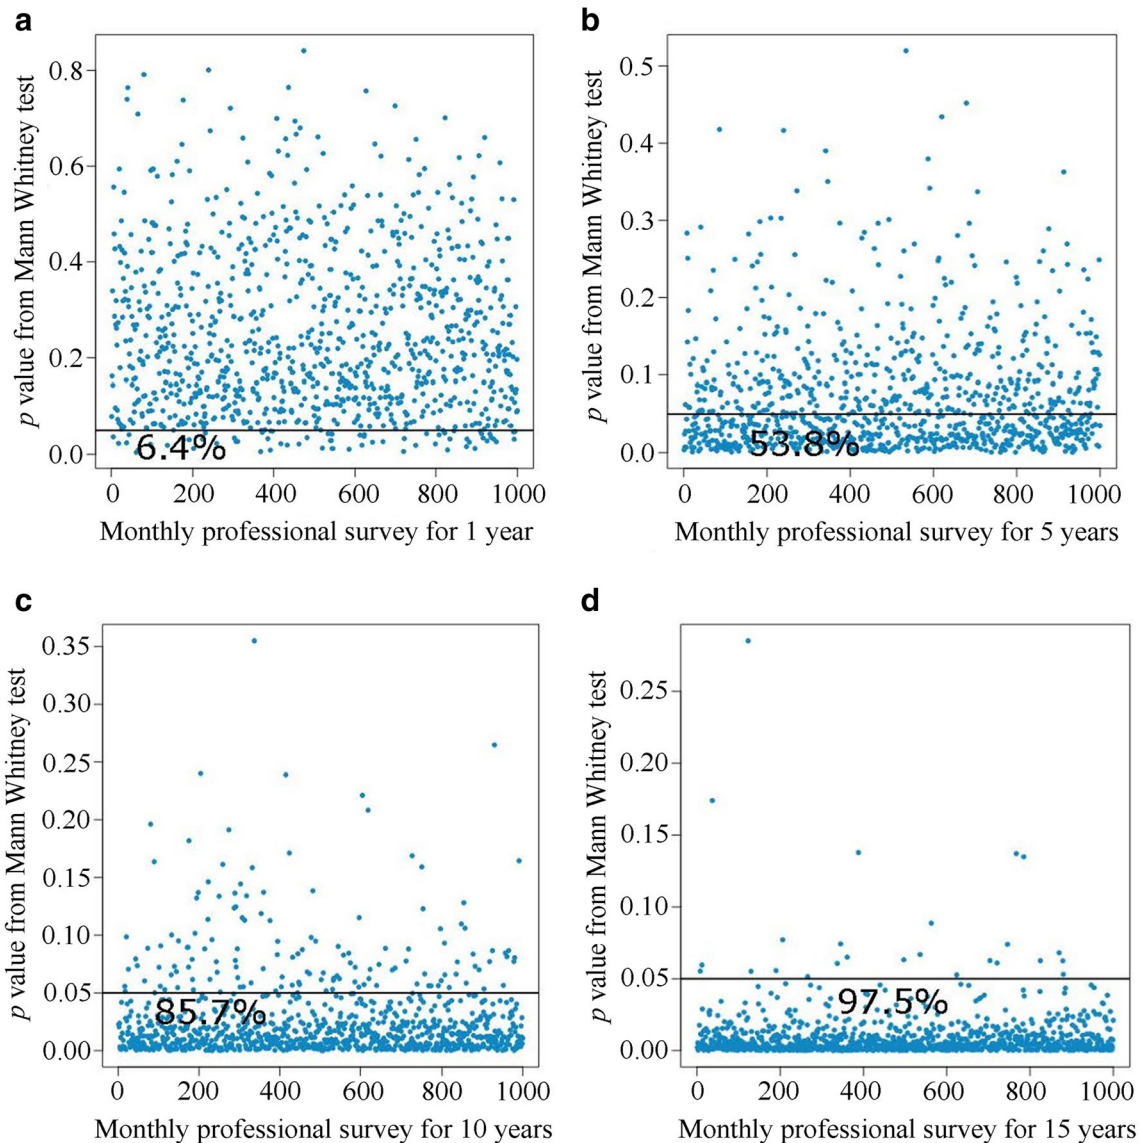 a
p value from Mann Whitney test
0.8
0.6
0.4
0.2
0.0
6.4%
0 200 400 600 800 1000
Monthly professional survey for 1 year
b
p value from Mann Whitney test
0.5
0.4
0.3
0.2
0.1
0.0
53.8%
0 200 400 600 800 1000
Monthly professional survey for 5 years
c
p value from Mann Whitney test
0.35
0.30
0.25
0.20
0.15
0.10
0.05
0.00
85.7%
0 200 400 600 800 1000
Monthly professional survey for 10 years
d
p value from Mann Whitney test
0.25
0.20
0.15
0.10
0.05
0.00
97.5%
0 200 400 600 800 1000
Monthly professional survey for 15 years